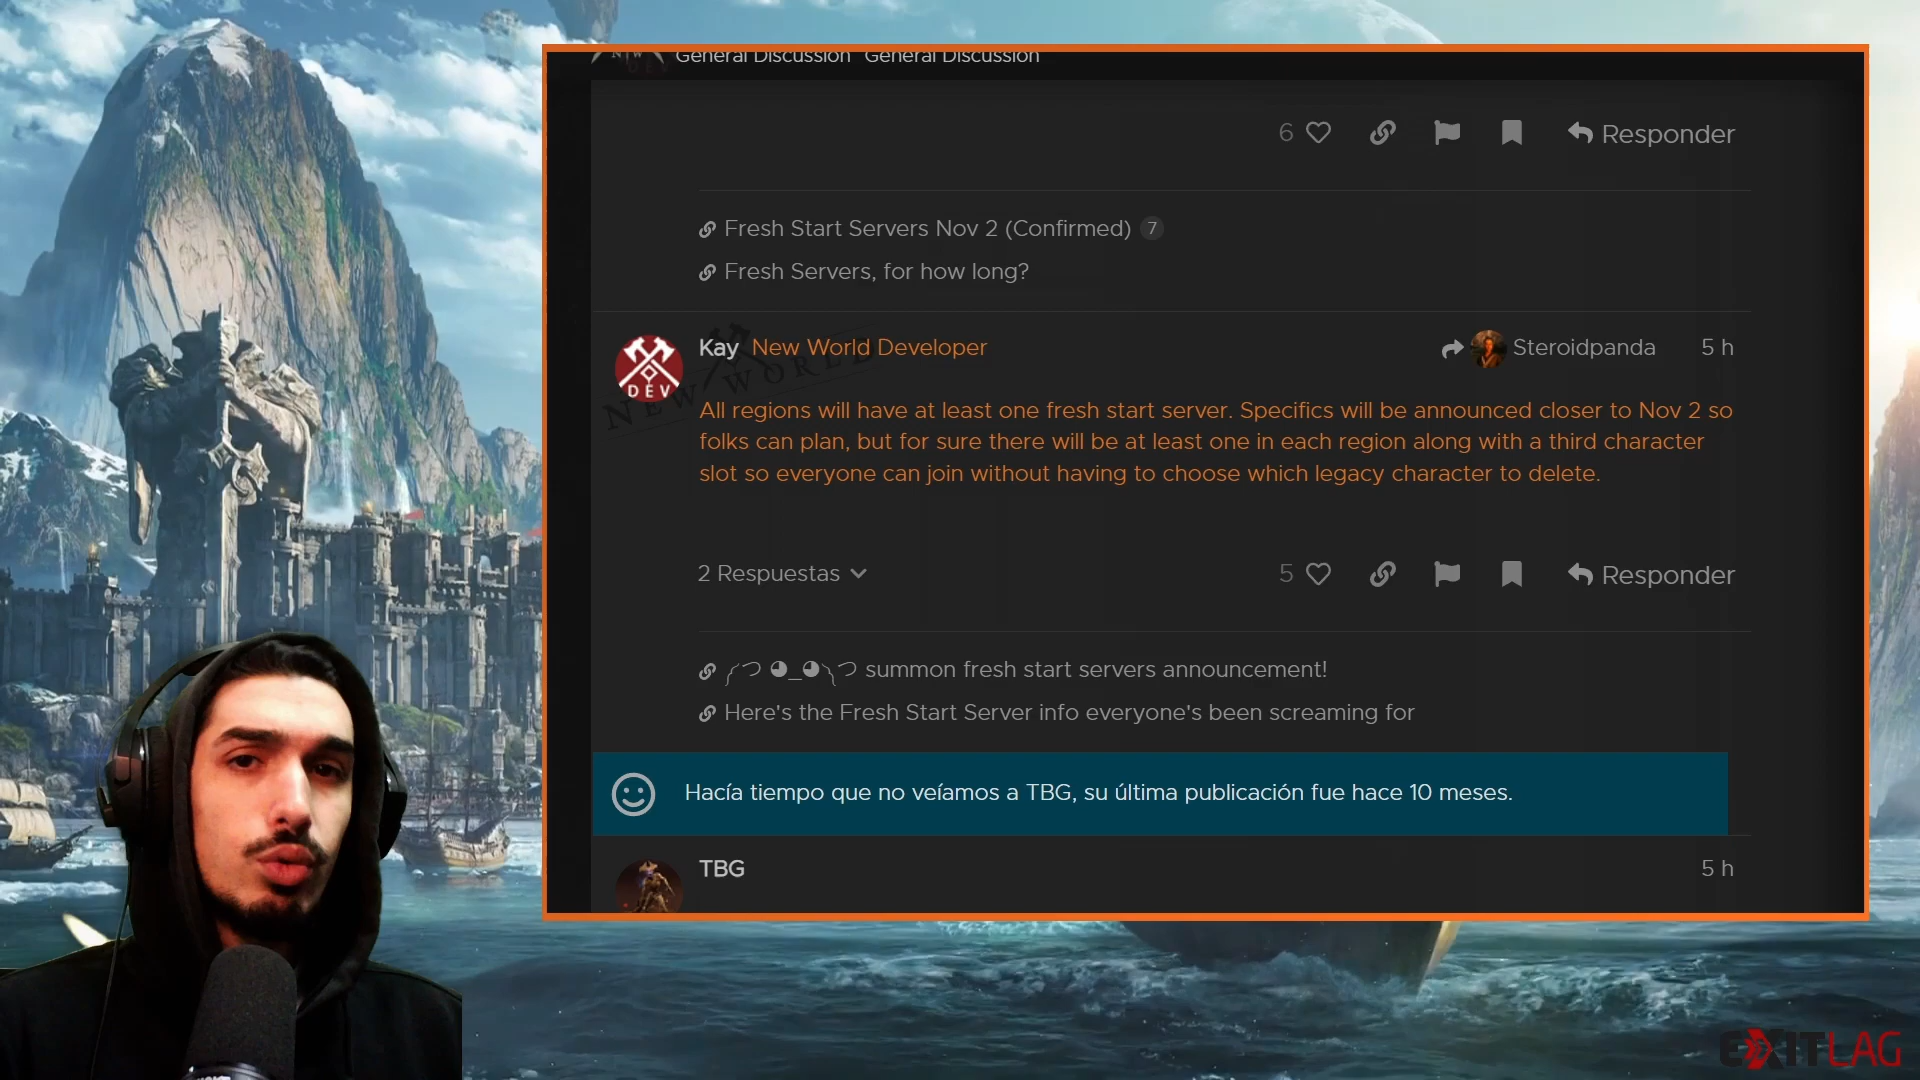 General Discussion General Discussion
6 Responder
Fresh Start Servers Nov 2 (Confirmed) 7
Fresh Servers, for how long?
NEW WORLD
DEV
Kay New World Developer Steroidpanda 5 h
All regions will have at least one fresh start server. Specifics will be announced closer to Nov 2 so
folks can plan, but for sure there will be at least one in each region along with a third character
slot so everyone can join without having to choose which legacy character to delete.
2 Respuestas 5 Responder
༼つ ◕_◕༽つ summon fresh start servers announcement!
Here's the Fresh Start Server info everyone's been screaming for
Hacía tiempo que no veíamos a TBG, su última publicación fue hace 10 meses.
TBG 5 h
EXITLAG